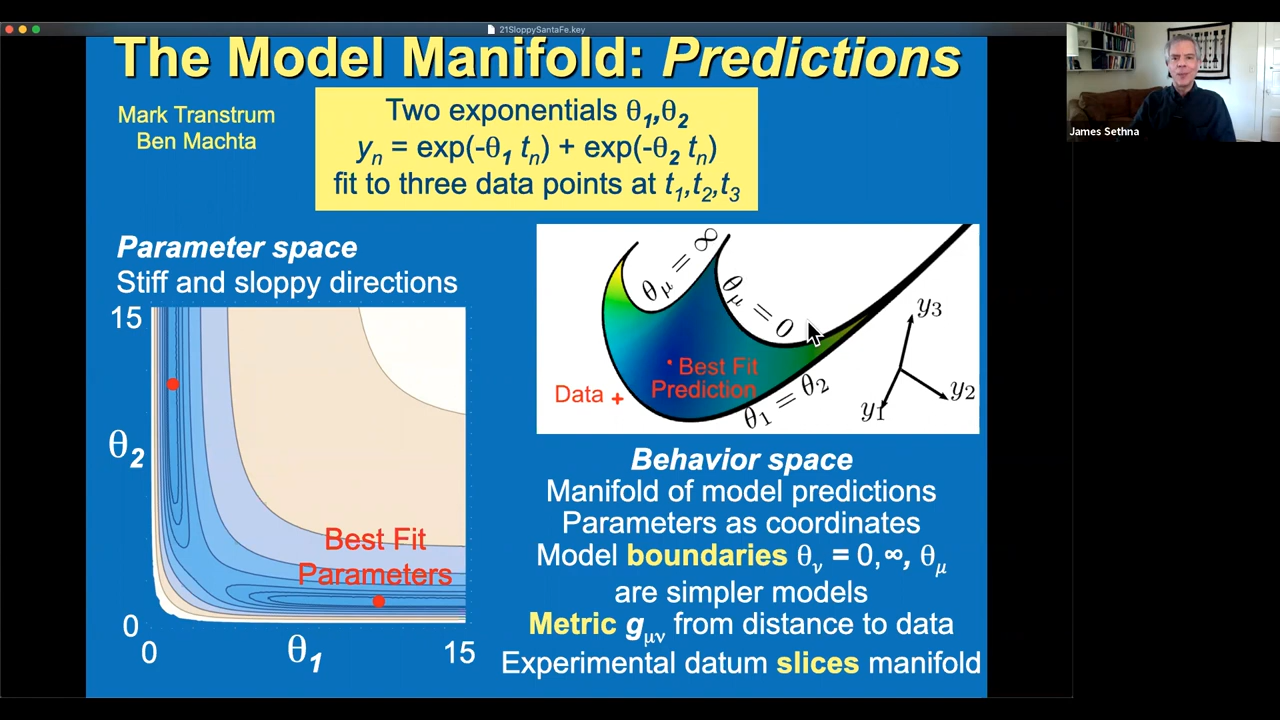 21SloppySantaFe.key
The Model Manifold: Predictions
James Sethna
Mark Transtrum
Ben Machta
Two exponentials θ1,θ2
yn = exp(-θ1 tn) + exp(-θ2 tn)
fit to three data points at t1,t2,t3
Parameter space
Stiff and sloppy directions
15
θ2
0
0
θ1
15
Best Fit
Parameters
θμ = ∞
θμ = 0
θ1 = θ2
Data +
Best Fit
Prediction
y3
y2
y1
Behavior space
Manifold of model predictions
Parameters as coordinates
Model boundaries θν = 0,∞, θμ
are simpler models
Metric gμν from distance to data
Experimental datum slices manifold